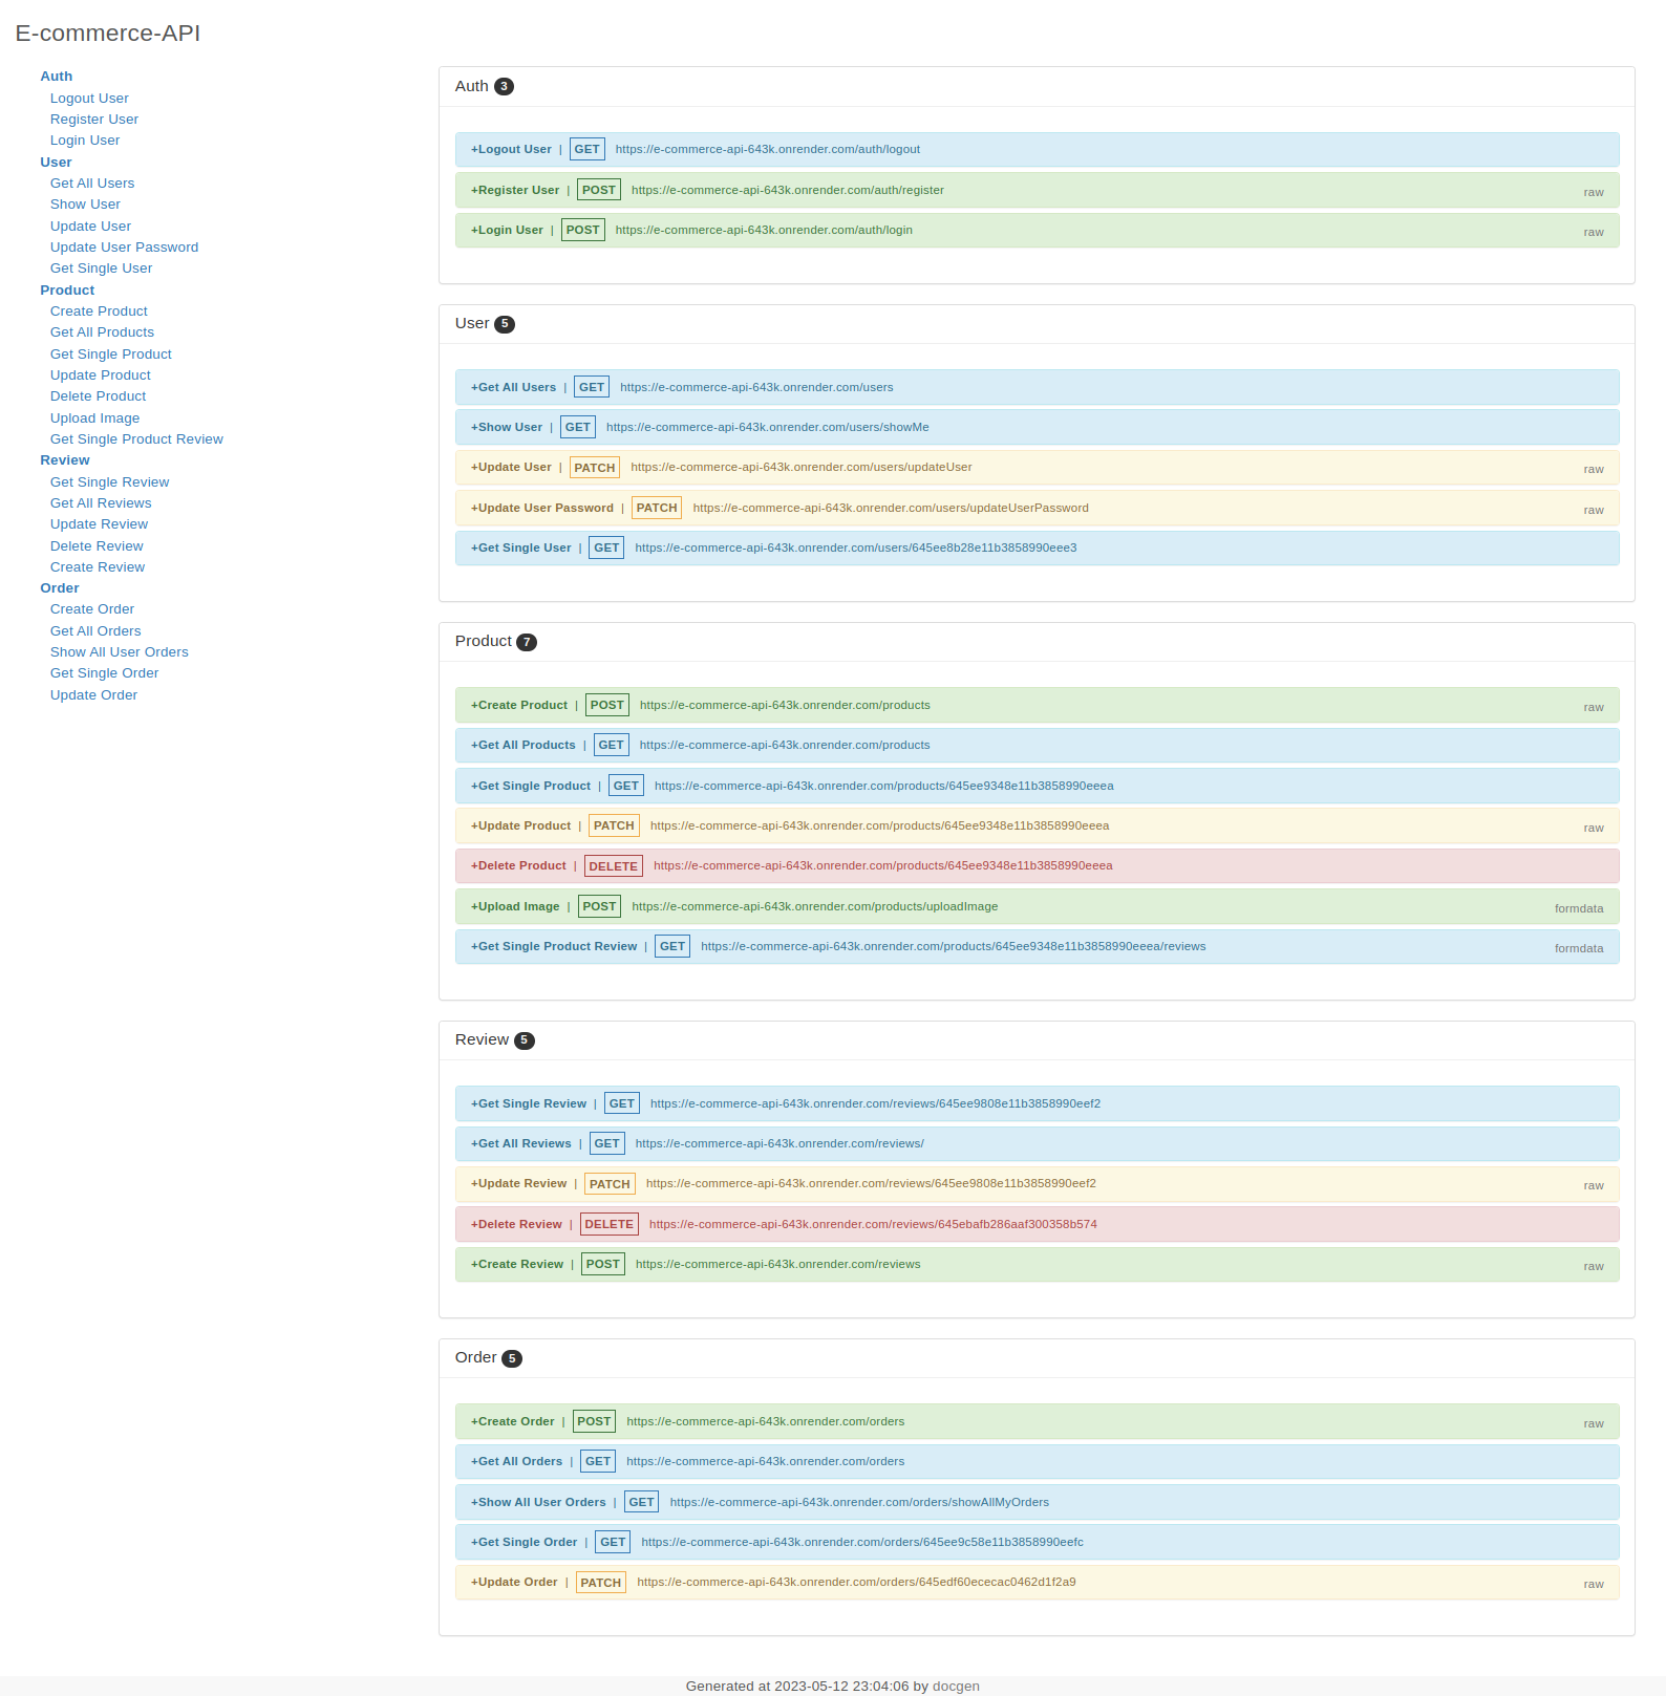 E-commerce-API
Auth
Logout User
Register User
Login User
User
Get All Users
Show User
Update User
Update User Password
Get Single User
Product
Create Product
Get All Products
Get Single Product
Update Product
Delete Product
Upload Image
Get Single Product Review
Review
Get Single Review
Get All Reviews
Update Review
Delete Review
Create Review
Order
Create Order
Get All Orders
Show All User Orders
Get Single Order
Update Order
Auth 3
+Logout User | GET https://e-commerce-api-643k.onrender.com/auth/logout
+Register User | POST https://e-commerce-api-643k.onrender.com/auth/register raw
+Login User | POST https://e-commerce-api-643k.onrender.com/auth/login raw
User 5
+Get All Users | GET https://e-commerce-api-643k.onrender.com/users
+Show User | GET https://e-commerce-api-643k.onrender.com/users/showMe
+Update User | PATCH https://e-commerce-api-643k.onrender.com/users/updateUser raw
+Update User Password | PATCH https://e-commerce-api-643k.onrender.com/users/updateUserPassword raw
+Get Single User | GET https://e-commerce-api-643k.onrender.com/users/645ee8b28e11b3858990eee3
Product 7
+Create Product | POST https://e-commerce-api-643k.onrender.com/products raw
+Get All Products | GET https://e-commerce-api-643k.onrender.com/products
+Get Single Product | GET https://e-commerce-api-643k.onrender.com/products/645ee9348e11b3858990eeea
+Update Product | PATCH https://e-commerce-api-643k.onrender.com/products/645ee9348e11b3858990eeea raw
+Delete Product | DELETE https://e-commerce-api-643k.onrender.com/products/645ee9348e11b3858990eeea
+Upload Image | POST https://e-commerce-api-643k.onrender.com/products/uploadImage formdata
+Get Single Product Review | GET https://e-commerce-api-643k.onrender.com/products/645ee9348e11b3858990eeea/reviews formdata
Review 5
+Get Single Review | GET https://e-commerce-api-643k.onrender.com/reviews/645ee9808e11b3858990eef2
+Get All Reviews | GET https://e-commerce-api-643k.onrender.com/reviews/
+Update Review | PATCH https://e-commerce-api-643k.onrender.com/reviews/645ee9808e11b3858990eef2 raw
+Delete Review | DELETE https://e-commerce-api-643k.onrender.com/reviews/645ebafb286aaf300358b574
+Create Review | POST https://e-commerce-api-643k.onrender.com/reviews raw
Order 5
+Create Order | POST https://e-commerce-api-643k.onrender.com/orders raw
+Get All Orders | GET https://e-commerce-api-643k.onrender.com/orders
+Show All User Orders | GET https://e-commerce-api-643k.onrender.com/orders/showAllMyOrders
+Get Single Order | GET https://e-commerce-api-643k.onrender.com/orders/645ee9c58e11b3858990eefc
+Update Order | PATCH https://e-commerce-api-643k.onrender.com/orders/645edf60ececac0462d1f2a9 raw
Generated at 2023-05-12 23:04:06 by docgen